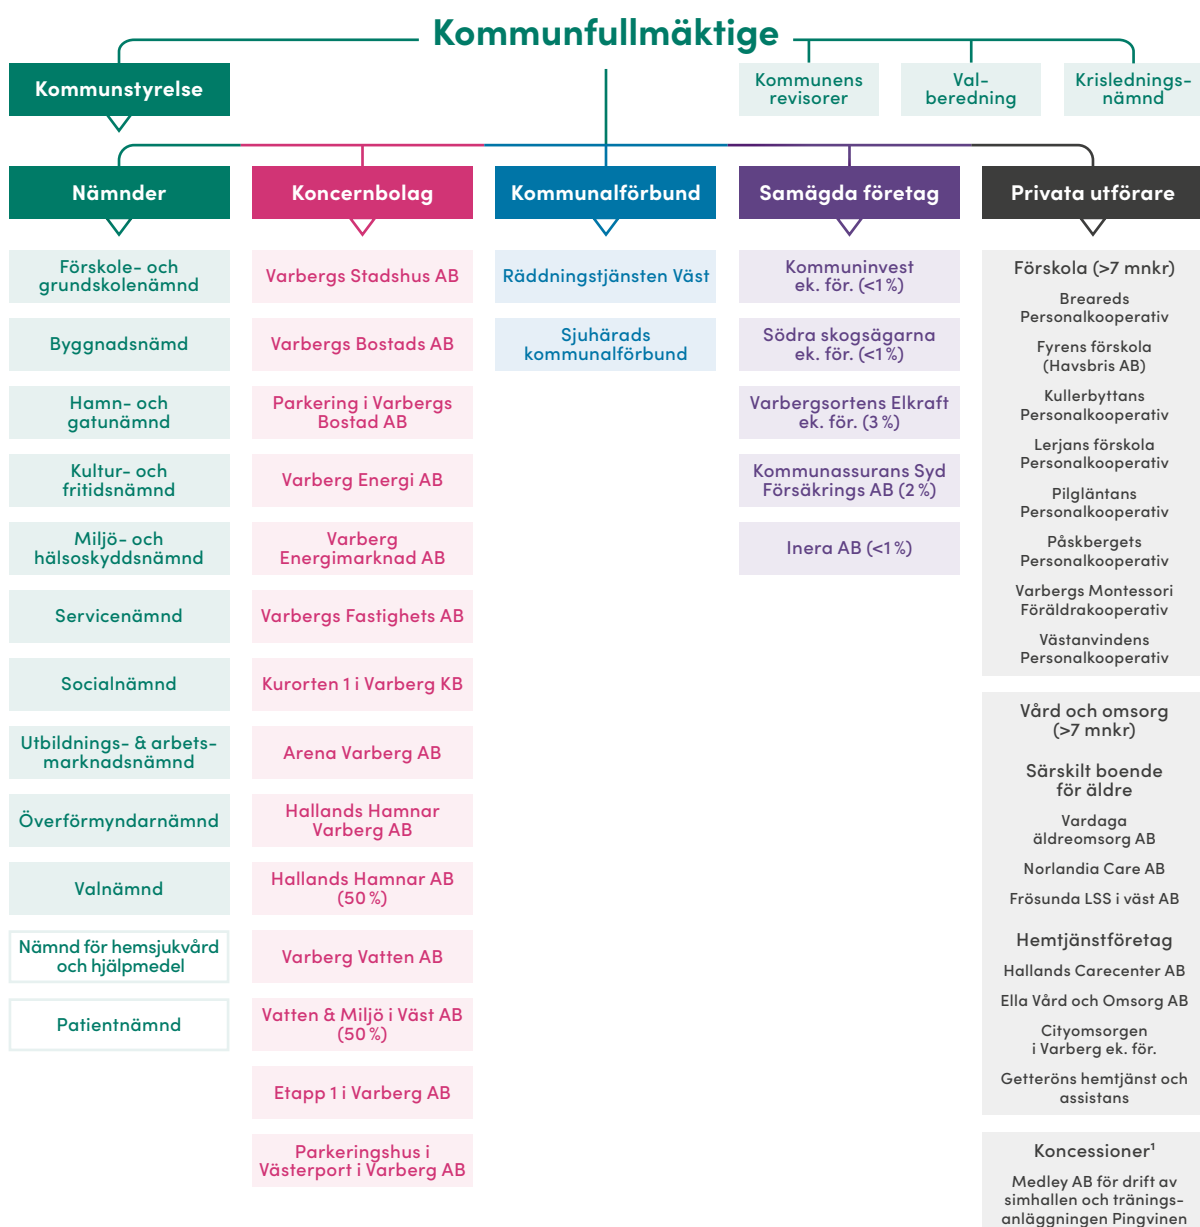 Kommunfullmäktige
Kommunstyrelse
Kommunens
revisorer
Val-
beredning
Krislednings-
nämnd
Nämnder
Förskole- och
grundskolenämnd
Byggnadsnämd
Hamn- och
gatunämnd
Kultur- och
fritidsnämnd
Miljö- och
hälsoskyddsnämnd
Servicenämnd
Socialnämnd
Utbildnings- & arbets-
marknadsnämnd
Överförmyndarnämnd
Valnämnd
Nämnd för hemsjukvård
och hjälpmedel
Patientnämnd
Koncernbolag
Varbergs Stadshus AB
Varbergs Bostads AB
Parkering i Varbergs
Bostad AB
Varberg Energi AB
Varberg
Energimarknad AB
Varbergs Fastighets AB
Kurorten 1 i Varberg KB
Arena Varberg AB
Hallands Hamnar
Varberg AB
Hallands Hamnar AB
(50 %)
Varberg Vatten AB
Vatten & Miljö i Väst AB
(50 %)
Etapp 1 i Varberg AB
Parkeringshus i
Västerport i Varberg AB
Kommunalförbund
Räddningstjänsten Väst
Sjuhärads
kommunalförbund
Samägda företag
Kommuninvest
ek. för. (<1 %)
Södra skogsägarna
ek. för. (<1 %)
Varbergsortens Elkraft
ek. för. (3 %)
Kommunassurans Syd
Försäkrings AB (2 %)
Inera AB (<1 %)
Privata utförare
Förskola (>7 mnkr)
Breareds
Personalkooperativ
Fyrens förskola
(Havsbris AB)
Kullerbyttans
Personalkooperativ
Lerjans förskola
Personalkooperativ
Pilgläntans
Personalkooperativ
Påskbergets
Personalkooperativ
Varbergs Montessori
Föräldrakooperativ
Västanvindens
Personalkooperativ
Vård och omsorg
(>7 mnkr)
Särskilt boende
för äldre
Vardaga
äldreomsorg AB
Norlandia Care AB
Frösunda LSS i väst AB
Hemtjänstföretag
Hallands Carecenter AB
Ella Vård och Omsorg AB
Cityomsorgen
i Varberg ek. för.
Getteröns hemtjänst och
assistans
Koncessioner¹
Medley AB för drift av
simhallen och tränings-
anläggningen Pingvinen